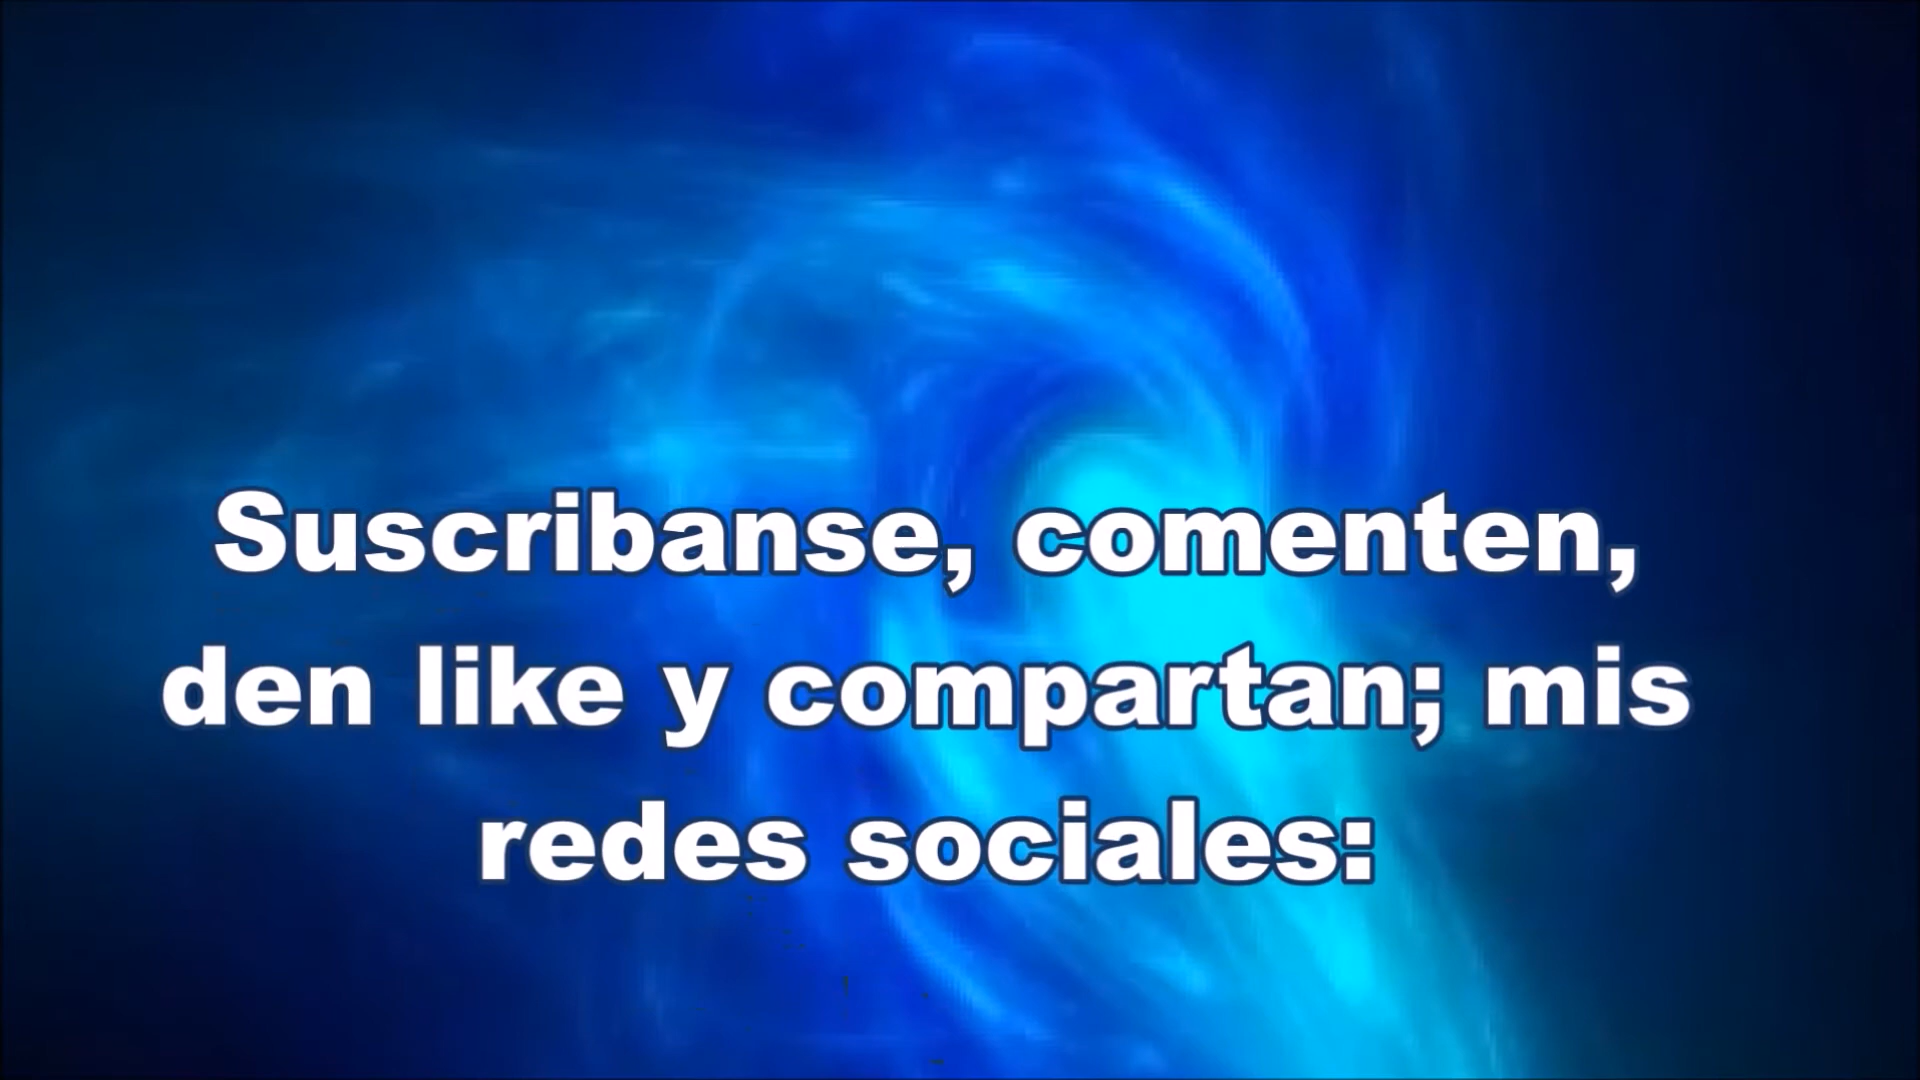 Suscribanse, comenten,
den like y compartan; mis
redes sociales: